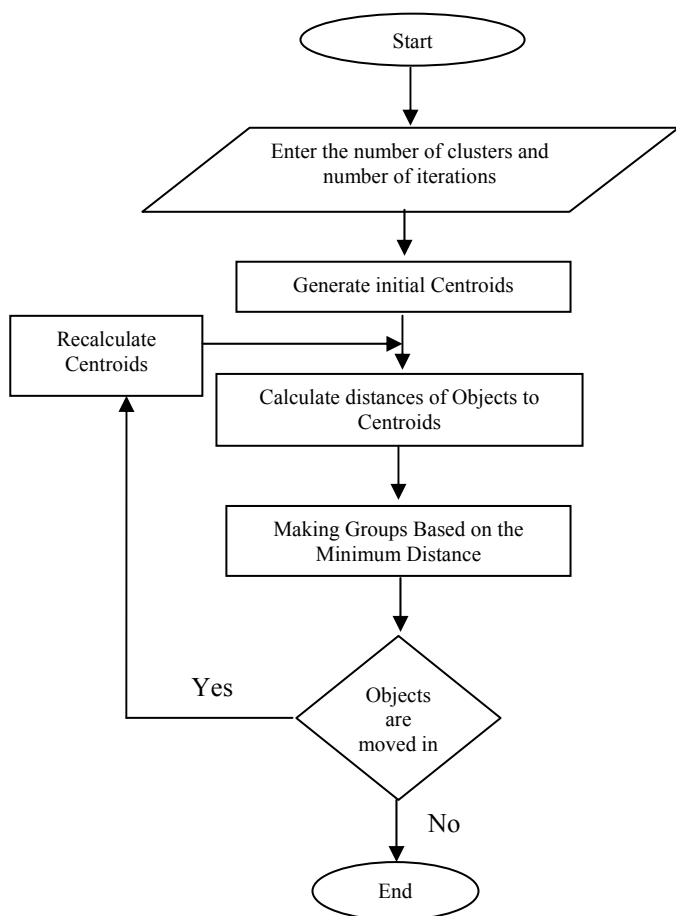 Start
Enter the number of clusters and
number of iterations
Generate initial Centroids
Recalculate
Centroids
Calculate distances of Objects to
Centroids
Making Groups Based on the
Minimum Distance
Yes
Objects
are
moved in
No
End